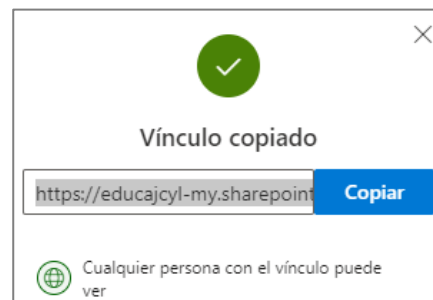 Vínculo copiado
https://educajcyl-my.sharepoint
Copiar
Cualquier persona con el vínculo puede
ver